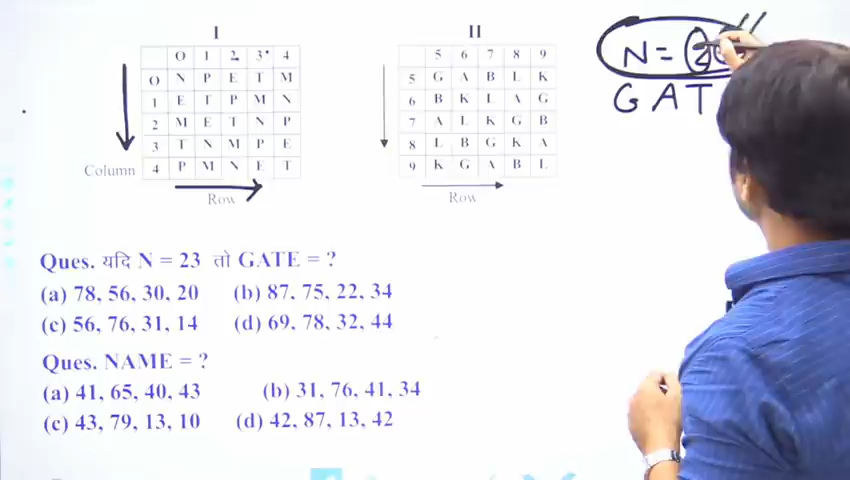 I
II
O 1 2 3 4
O N P E T M
1 E T P M N
2 M E T N P
3 T N M P E
4 P M N E T
Column
Row
5 6 7 8 9
5 G A B L K
6 B K L A G
7 A L K G B
8 L B G K A
9 K G A B L
Row
N = 2
G A T
Ques. यदि N = 23 तो GATE = ?
(a) 78, 56, 30, 20 (b) 87, 75, 22, 34
(c) 56, 76, 31, 14 (d) 69, 78, 32, 44
Ques. NAME = ?
(a) 41, 65, 40, 43 (b) 31, 76, 41, 34
(c) 43, 79, 13, 10 (d) 42, 87, 13, 42